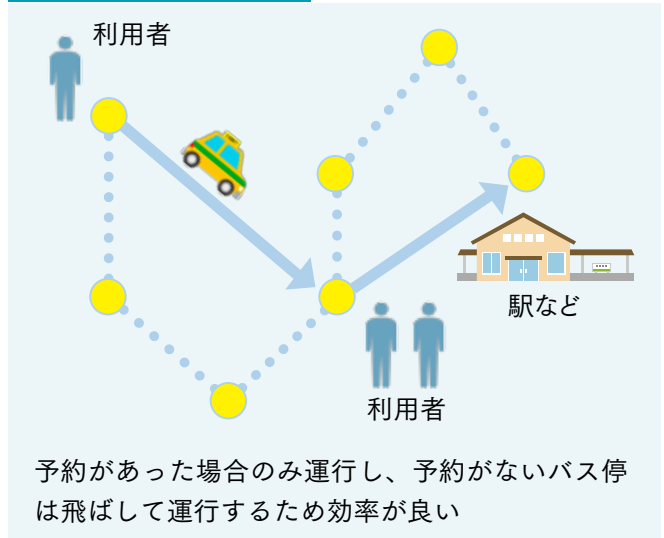 利用者
駅など
利用者
予約があった場合のみ運行し、予約がないバス停
は飛ばして運行するため効率が良い